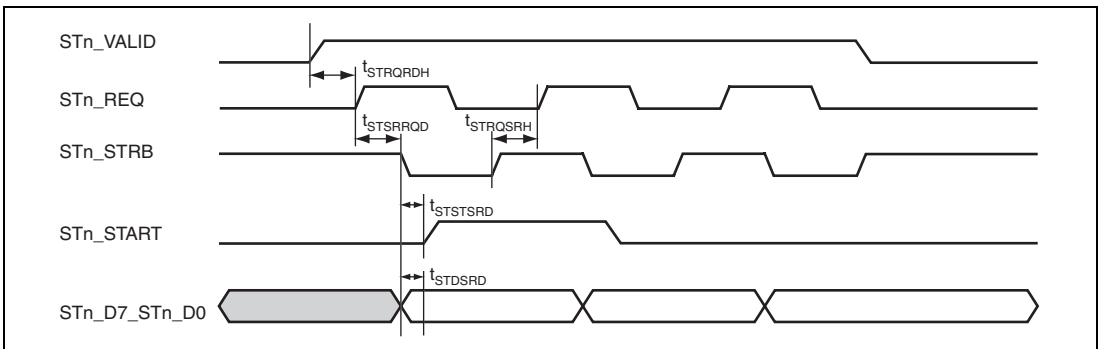 STn_VALID
tSTRQRDH
STn_REQ
tSTSRRQD
tSTRQSRH
STn_STRB
tSTSTSRD
STn_START
tSTDSRD
STn_D7_STn_D0